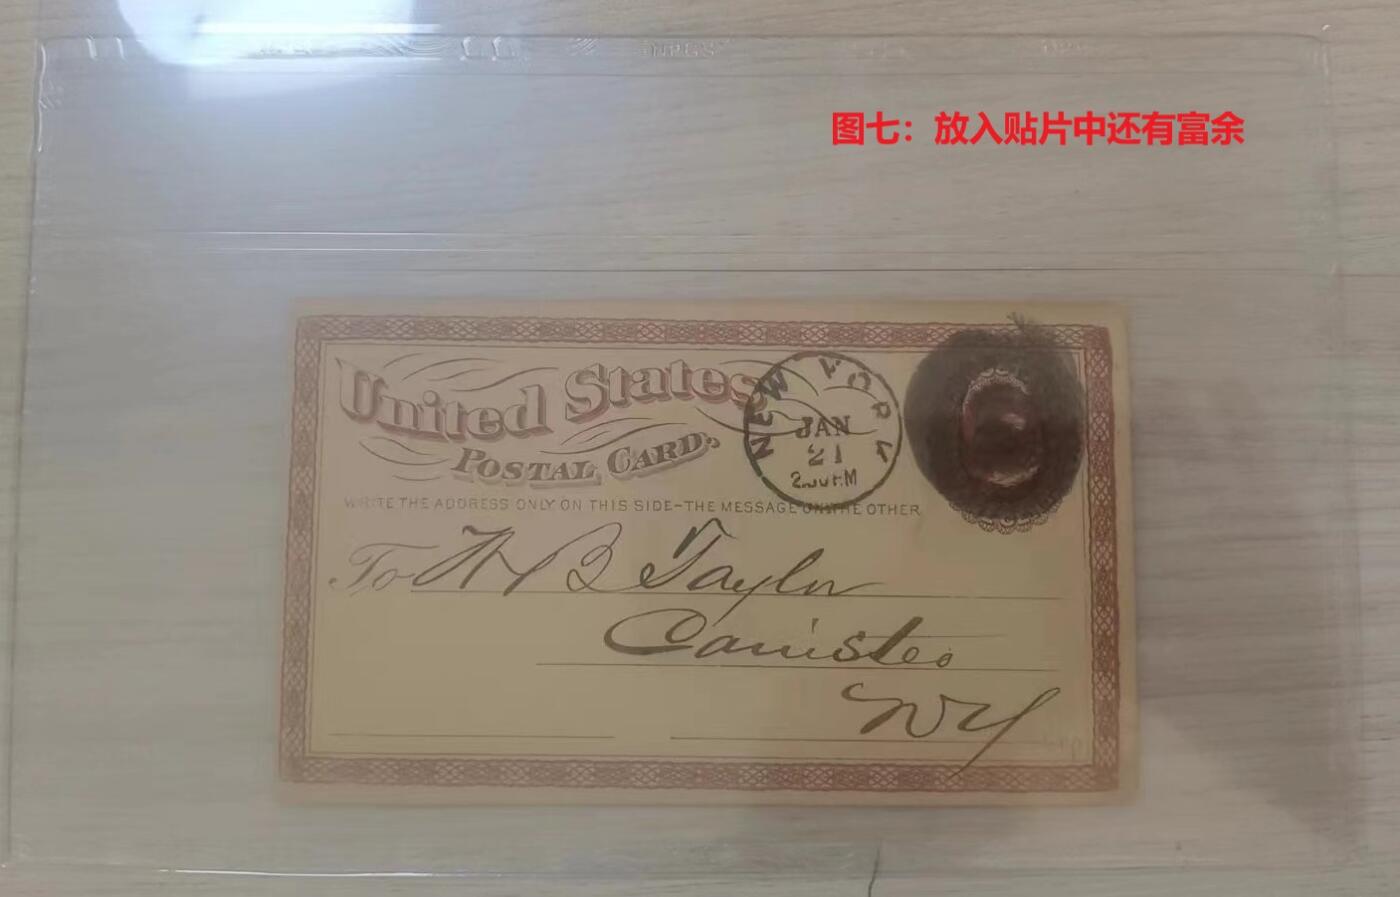 图七：放入贴片中还有富余
United States
POSTAL CARD.
NEW YORK
JAN
21
WRITE THE ADDRESS ONLY ON THIS SIDE-THE MESSAGE ON THE OTHER
To H B Taylor
Canisteo
NY